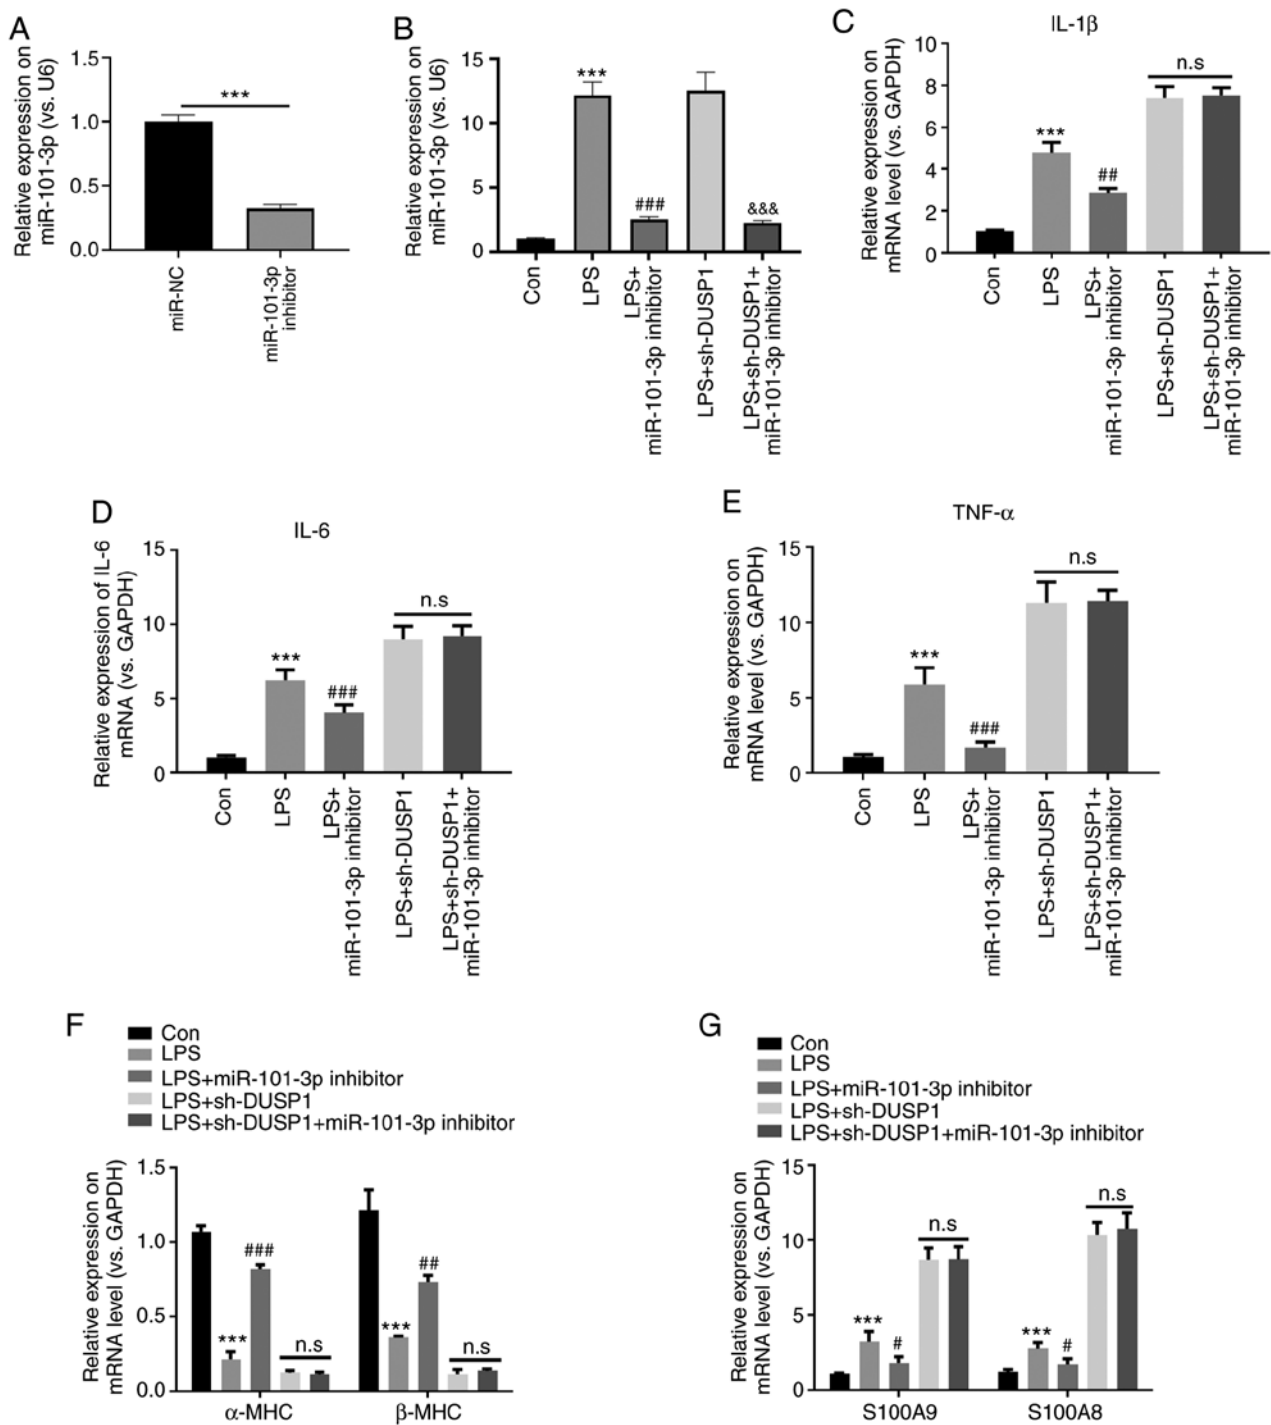 A
Relative expression on
miR-101-3p (vs. U6)
1.5
1.0
0.5
0.0
***
miR-NC
miR-101-3p
inhibitor
B
Relative expression on
miR-101-3p (vs. U6)
15
10
5
0
***
###
&&&
Con
LPS
LPS+
miR-101-3p inhibitor
LPS+sh-DUSP1
LPS+sh-DUSP1+
miR-101-3p inhibitor
C
IL-1β
Relative expression on
mRNA level (vs. GAPDH)
10
8
6
4
2
0
***
##
n.s
Con
LPS
LPS+
miR-101-3p inhibitor
LPS+sh-DUSP1
LPS+sh-DUSP1+
miR-101-3p inhibitor
D
IL-6
Relative expression of IL-6
mRNA (vs. GAPDH)
15
10
5
0
***
###
n.s
Con
LPS
LPS+
miR-101-3p inhibitor
LPS+sh-DUSP1
LPS+sh-DUSP1+
miR-101-3p inhibitor
E
TNF-α
Relative expression on
mRNA level (vs. GAPDH)
15
10
5
0
***
###
n.s
Con
LPS
LPS+
miR-101-3p inhibitor
LPS+sh-DUSP1
LPS+sh-DUSP1+
miR-101-3p inhibitor
F
Con
LPS
LPS+miR-101-3p inhibitor
LPS+sh-DUSP1
LPS+sh-DUSP1+miR-101-3p inhibitor
Relative expression on
mRNA level (vs. GAPDH)
1.5
1.0
0.5
0.0
***
###
n.s
***
##
n.s
α-MHC
β-MHC
G
Con
LPS
LPS+miR-101-3p inhibitor
LPS+sh-DUSP1
LPS+sh-DUSP1+miR-101-3p inhibitor
Relative expression on
mRNA level (vs. GAPDH)
15
10
5
0
***
#
n.s
***
#
n.s
S100A9
S100A8